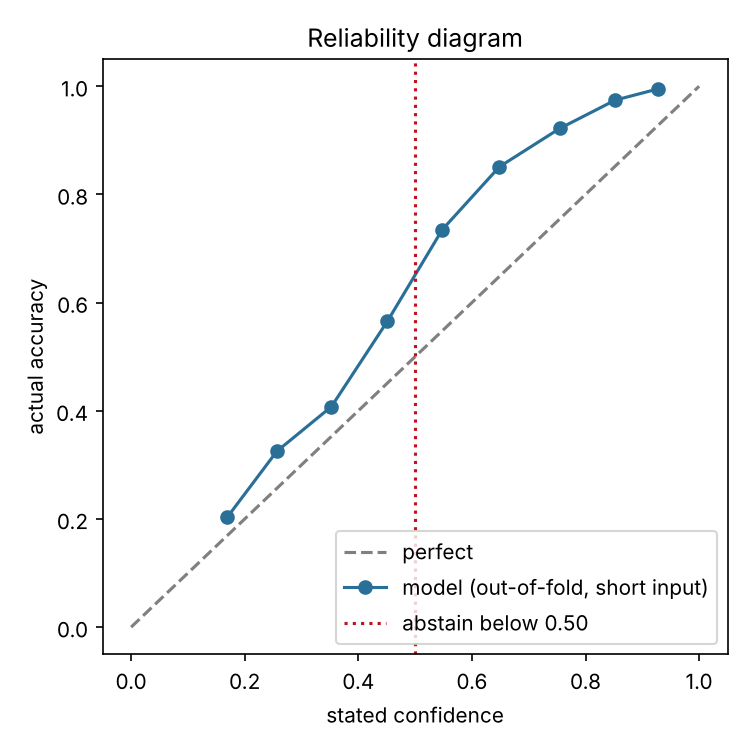 Reliability diagram
actual accuracy
1.0
0.8
0.6
0.4
0.2
0.0
perfect
model (out-of-fold, short input)
abstain below 0.50
0.0 0.2 0.4 0.6 0.8 1.0
stated confidence